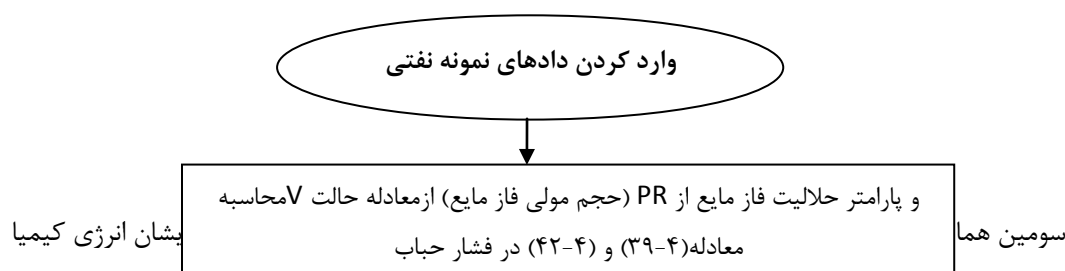 وارد کردن دادهای نمونه نفتی
و پارامتر حلالیت فاز مایع از PR (حجم مولی فاز مایع) ازمعادله حالت Vمحاسبه
معادله(۴-۳۹) و (۴-۴۲) در فشار حباب
سومین هما
یشان انرژی کیمیا